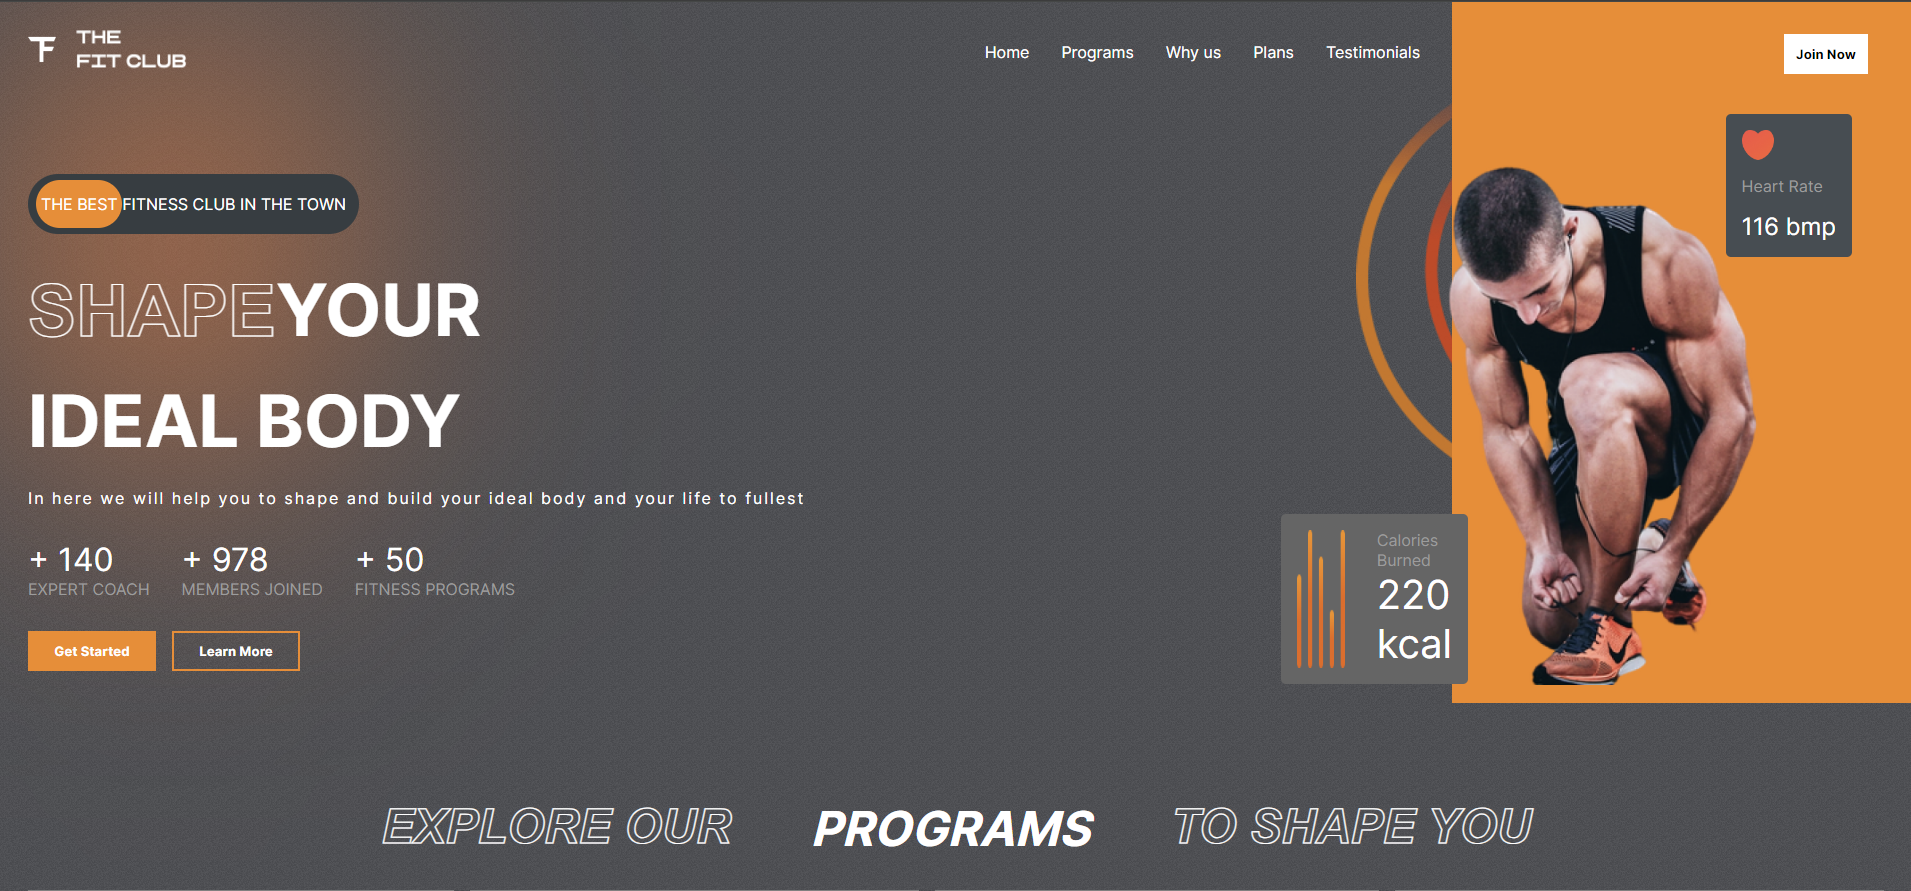 THE
FIT CLUB
Home Programs Why us Plans Testimonials
Join Now
THE BEST FITNESS CLUB IN THE TOWN
SHAPE YOUR
IDEAL BODY
In here we will help you to shape and build your ideal body and your life to fullest
+ 140 + 978 + 50
EXPERT COACH MEMBERS JOINED FITNESS PROGRAMS
Get Started Learn More
Heart Rate
116 bmp
Calories
Burned
220
kcal
EXPLORE OUR PROGRAMS TO SHAPE YOU